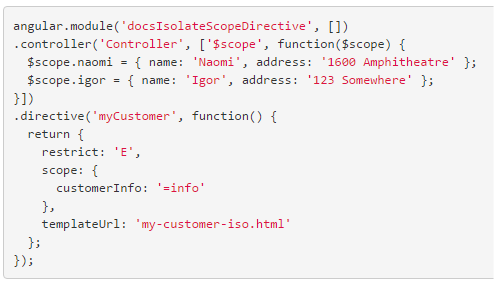 angular.module('docsIsolateScopeDirective', [])
.controller('Controller', ['$scope', function($scope) {
  $scope.naomi = { name: 'Naomi', address: '1600 Amphitheatre' };
  $scope.igor = { name: 'Igor', address: '123 Somewhere' };
}])
.directive('myCustomer', function() {
  return {
    restrict: 'E',
    scope: {
      customerInfo: '=info'
    },
    templateUrl: 'my-customer-iso.html'
  };
});